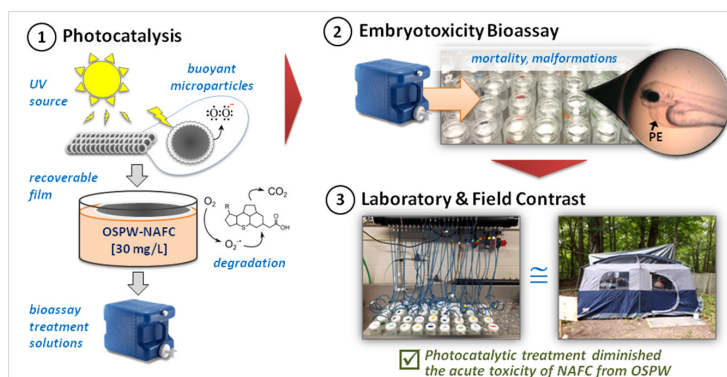 1 Photocatalysis
UV
source
buoyant
microparticles
:Ö:Ö:⁻
recoverable
film
OSPW-NAFC
[30 mg/L]
O₂
O₂⁻
R
S
O
OH
CO₂
degradation
bioassay
treatment
solutions
2 Embryotoxicity Bioassay
mortality, malformations
PE
3 Laboratory & Field Contrast
≅
Photocatalytic treatment diminished
the acute toxicity of NAFC from OSPW